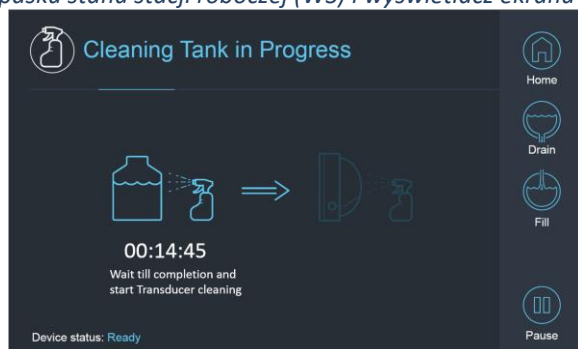 paska stanu stacji roboczej (WS) i wyświetlacz ekranu
Cleaning Tank in Progress
Home
Drain
Fill
00:14:45
Wait till completion and
start Transducer cleaning
Device status: Ready
Pause